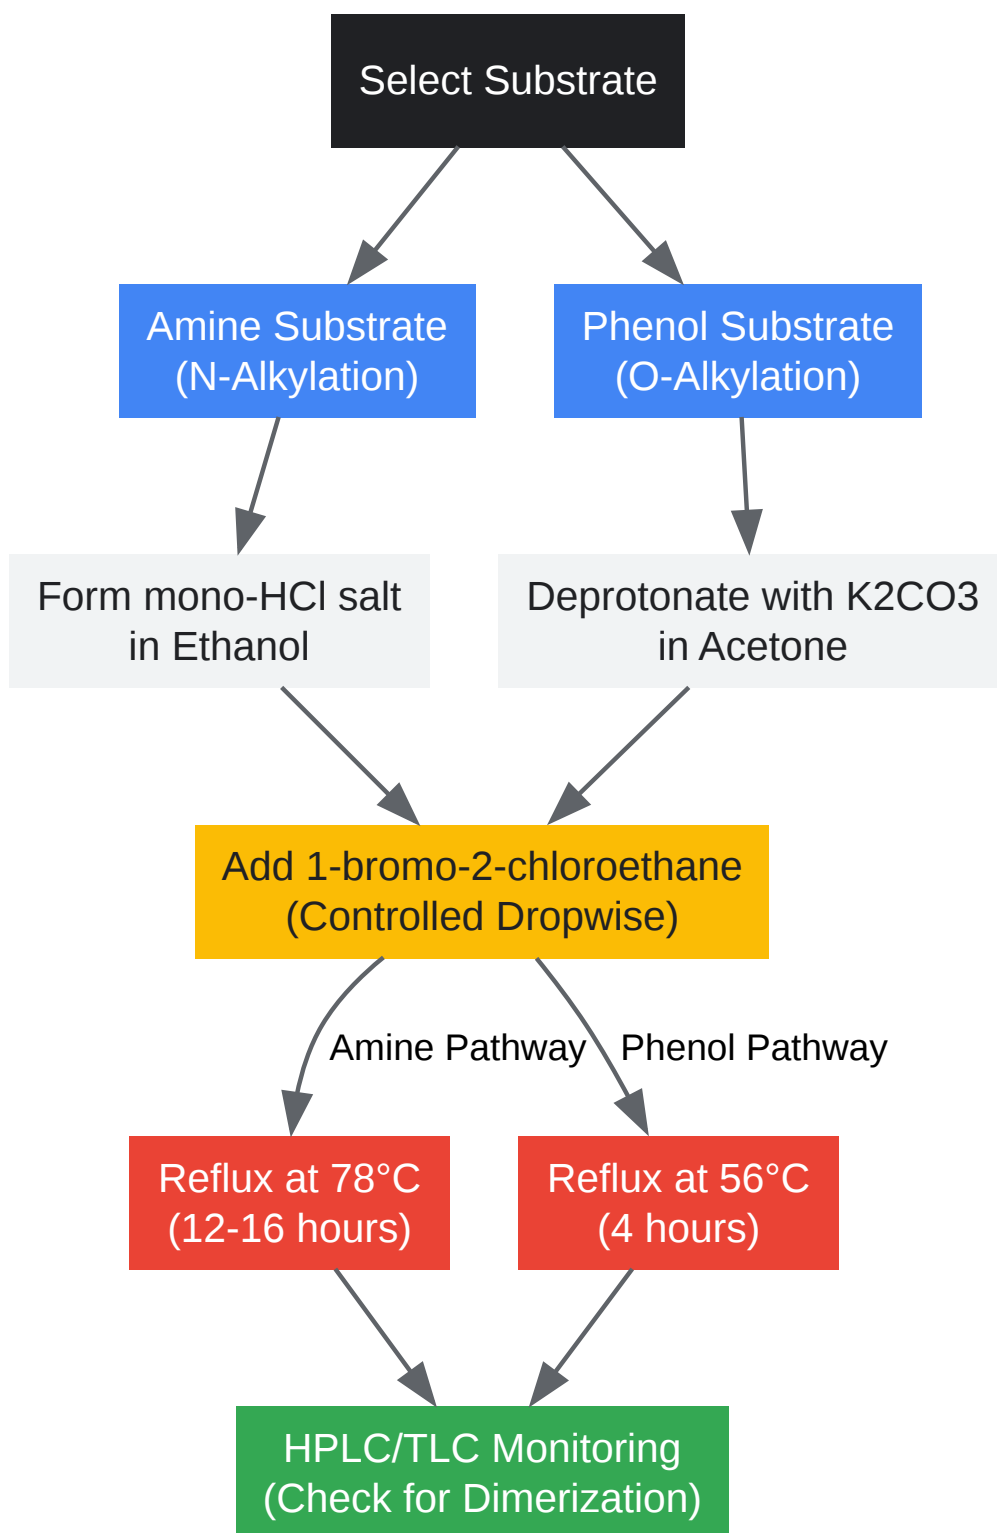 Select Substrate
Amine Substrate
(N-Alkylation)
Phenol Substrate
(O-Alkylation)
Form mono-HCl salt
in Ethanol
Deprotonate with K2CO3
in Acetone
Add 1-bromo-2-chloroethane
(Controlled Dropwise)
Amine Pathway
Phenol Pathway
Reflux at 78°C
(12-16 hours)
Reflux at 56°C
(4 hours)
HPLC/TLC Monitoring
(Check for Dimerization)